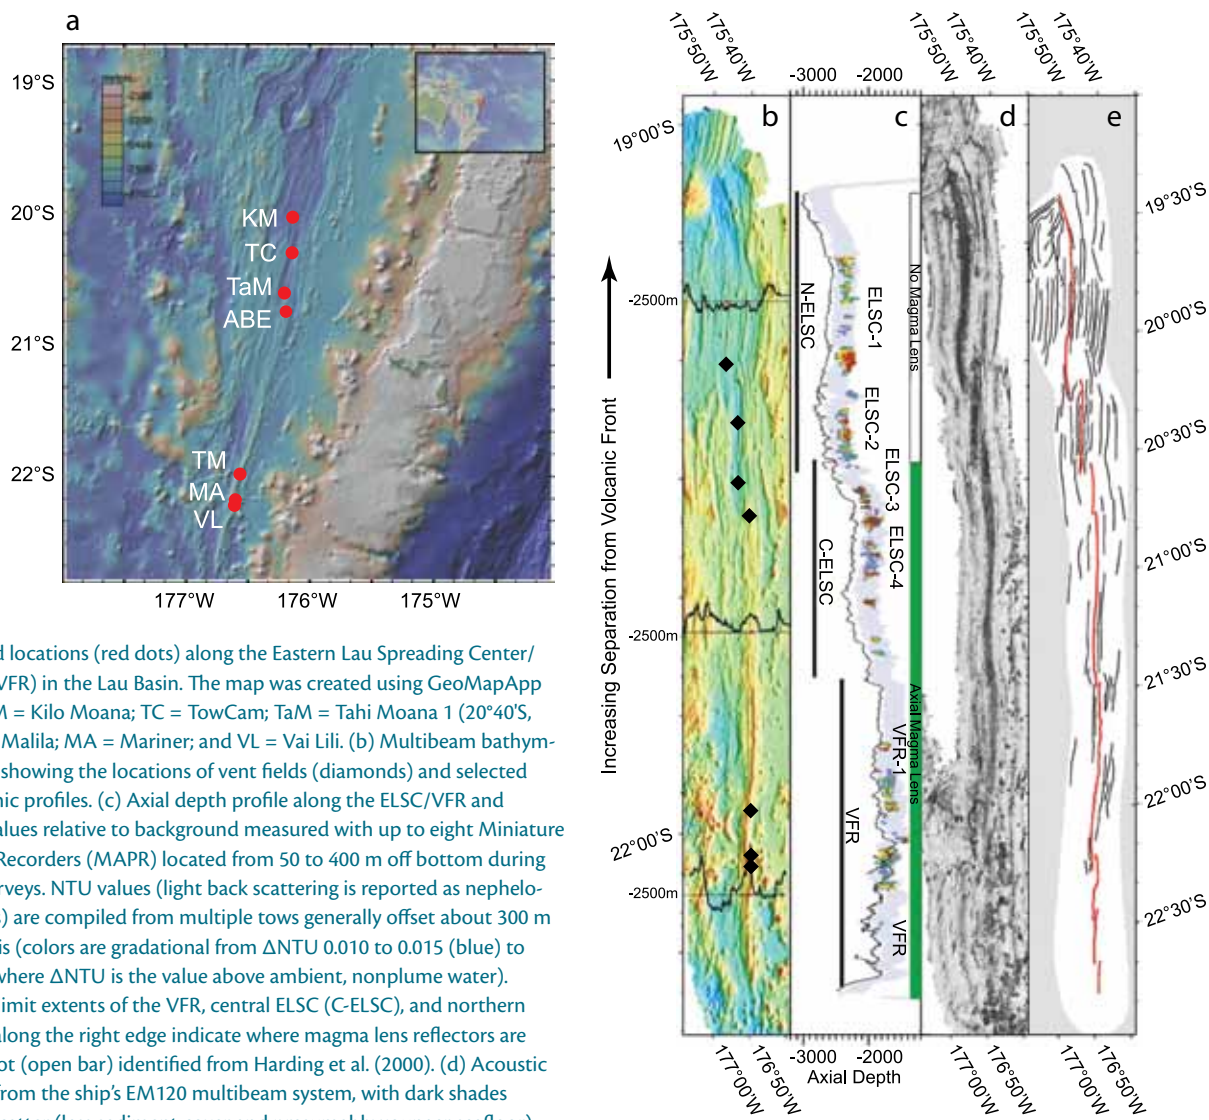 a
19°S
20°S
21°S
22°S
KM
TC
TaM
ABE
TM
MA
VL
177°W 176°W 175°W
d locations (red dots) along the Eastern Lau Spreading Center/
VFR) in the Lau Basin. The map was created using GeoMapApp
M = Kilo Moana; TC = TowCam; TaM = Tahi Moana 1 (20°40'S,
Malila; MA = Mariner; and VL = Vai Lili. (b) Multibeam bathym-
showing the locations of vent fields (diamonds) and selected
nic profiles. (c) Axial depth profile along the ELSC/VFR and
alues relative to background measured with up to eight Miniature
Recorders (MAPR) located from 50 to 400 m off bottom during
rveys. NTU values (light back scattering is reported as nephelo-
s) are compiled from multiple tows generally offset about 300 m
is (colors are gradational from ΔNTU 0.010 to 0.015 (blue) to
where ΔNTU is the value above ambient, nonplume water).
limit extents of the VFR, central ELSC (C-ELSC), and northern
along the right edge indicate where magma lens reflectors are
ot (open bar) identified from Harding et al. (2000). (d) Acoustic
from the ship's EM120 multibeam system, with dark shades
Increasing Separation from Volcanic Front
175°50'W
175°40'W
-3000 -2000
175°50'W
175°40'W
175°50'W
175°40'W
b
c
d
e
19°00'S
22°00'S
-2500m
-2500m
-2500m
N-ELSC
C-ELSC
VFR
ELSC-1
ELSC-2
ELSC-3
ELSC-4
VFR-1
VFR
No Magma Lens
Axial Magma Lens
19°30'S
20°00'S
20°30'S
21°00'S
21°30'S
22°00'S
22°30'S
177°00'W
176°50'W
-3000 -2000
Axial Depth
177°00'W
176°50'W
177°00'W
176°50'W